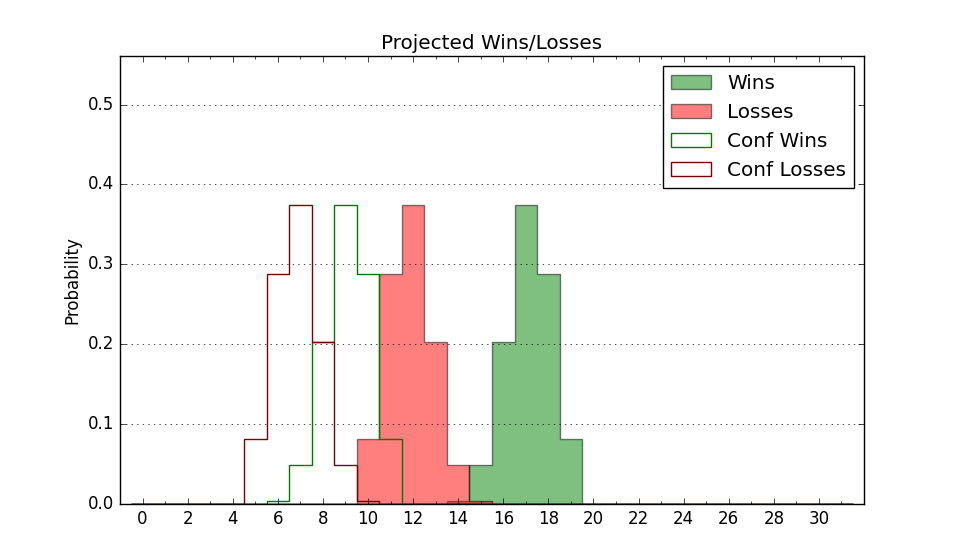 Projected Wins/Losses
Wins
Losses
Conf Wins
Conf Losses
Probability
0.5
0.4
0.3
0.2
0.1
0.0
0 2 4 6 8 10 12 14 16 18 20 22 24 26 28 30